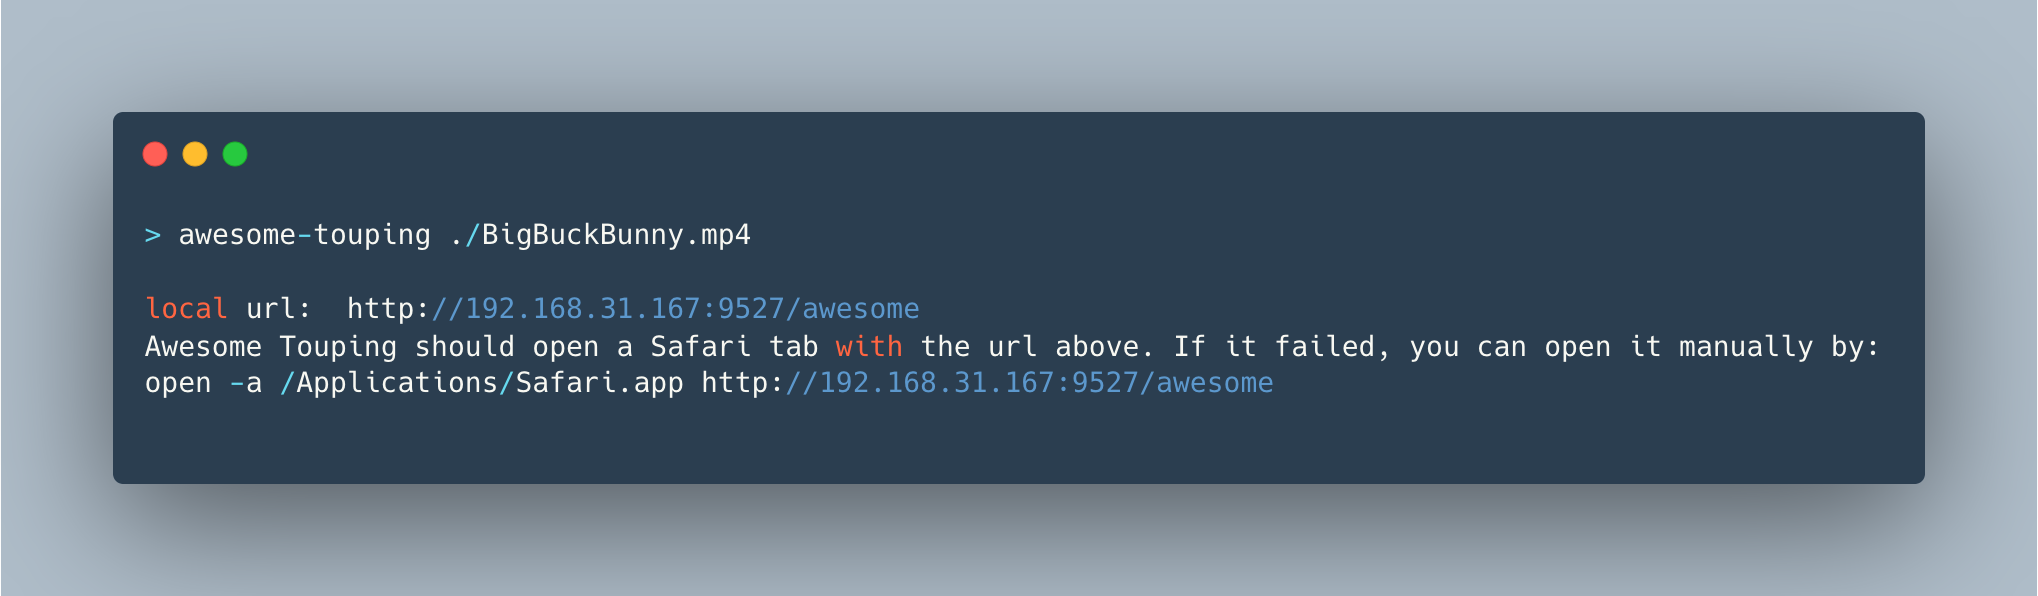 > awesome-touping ./BigBuckBunny.mp4
local url:  http://192.168.31.167:9527/awesome
Awesome Touping should open a Safari tab with the url above. If it failed, you can open it manually by:
open -a /Applications/Safari.app http://192.168.31.167:9527/awesome